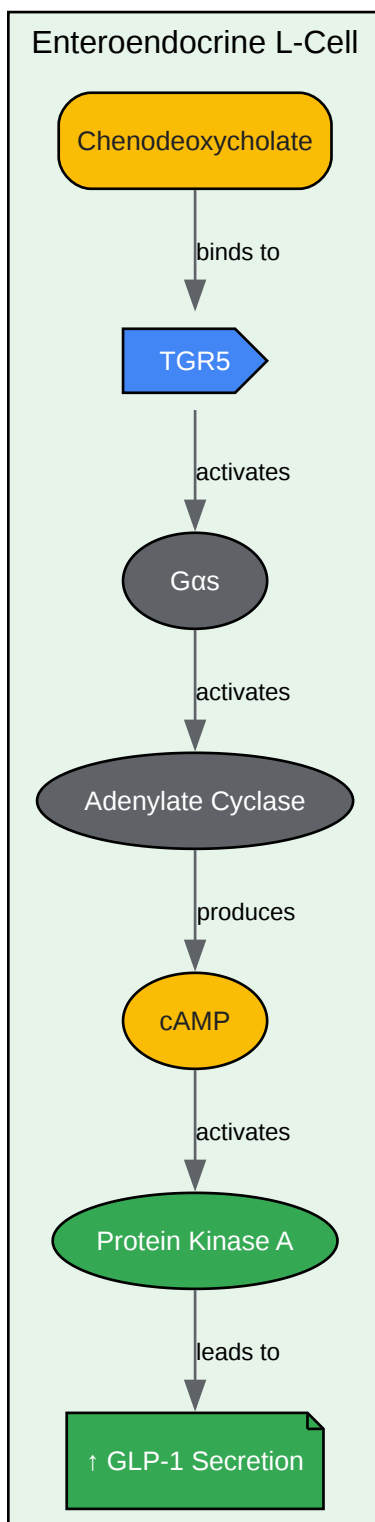 Enteroendocrine L-Cell
Chenodeoxycholate
binds to
TGR5
activates
Gαs
activates
Adenylate Cyclase
produces
cAMP
activates
Protein Kinase A
leads to
↑ GLP-1 Secretion